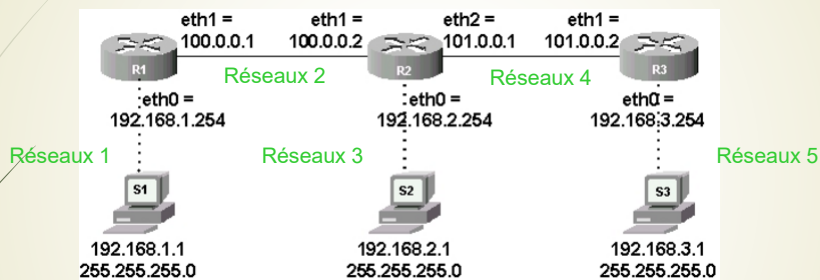 eth1 =
100.0.0.1
eth1 =
100.0.0.2
eth2 =
101.0.0.1
eth1 =
101.0.0.2
R1
R2
R3
Réseaux 2
Réseaux 4
eth0 =
192.168.1.254
eth0 =
192.168.2.254
eth0 =
192.168.3.254
Réseaux 1
Réseaux 3
Réseaux 5
S1
S2
S3
192.168.1.1
255.255.255.0
192.168.2.1
255.255.255.0
192.168.3.1
255.255.255.0